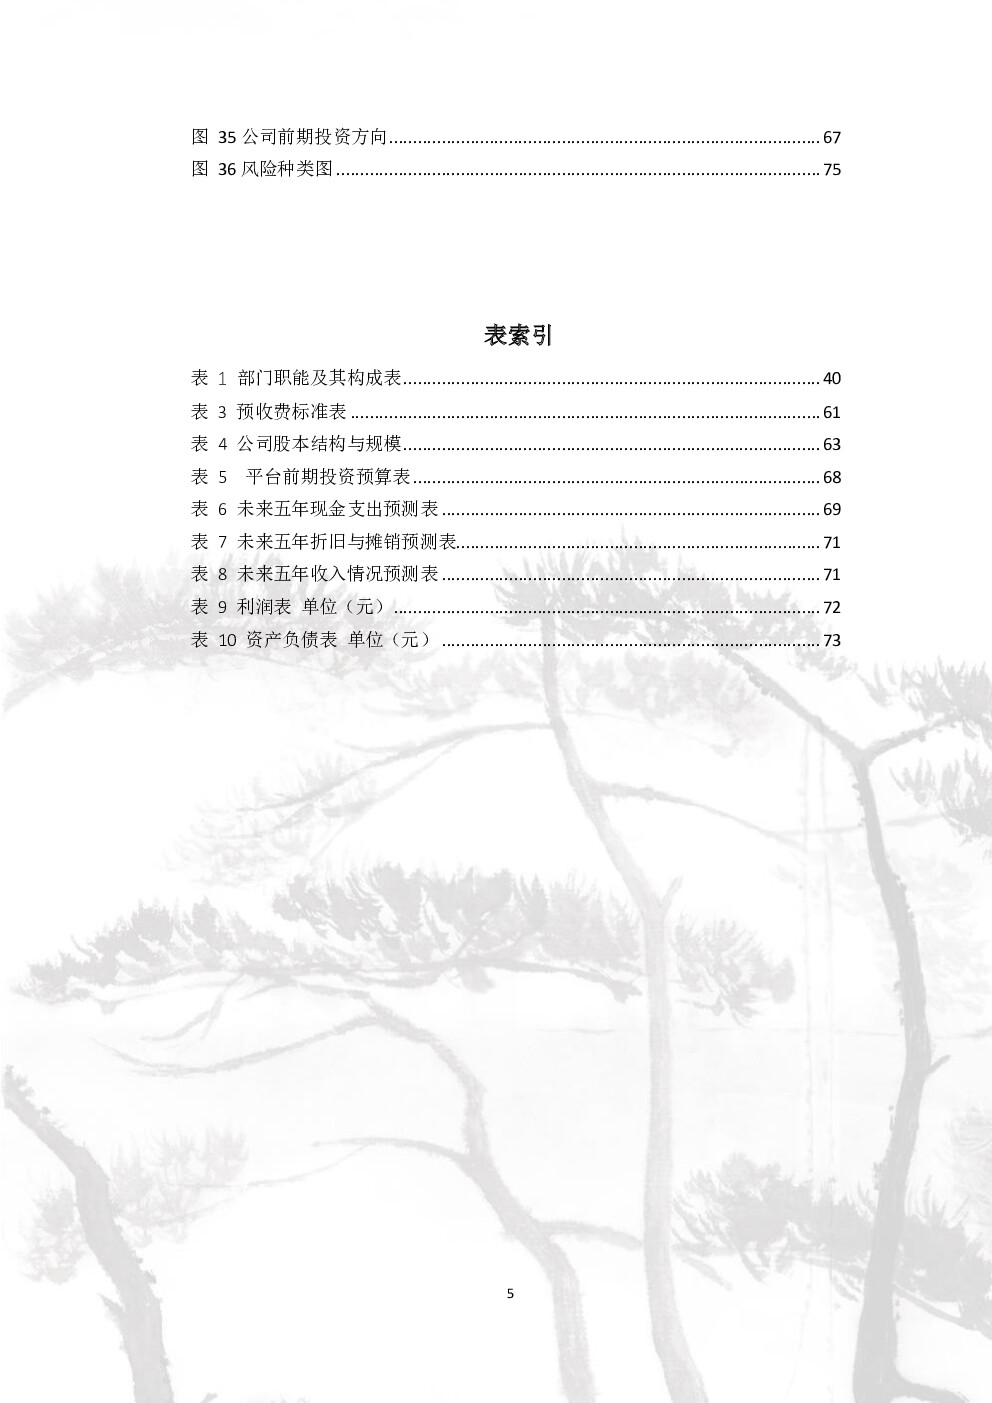 图 35 公司前期投资方向........................................................................................... 67
图 36 风险种类图...................................................................................................... 75
表索引
表 1 部门职能及其构成表........................................................................................ 40
表 3 预收费标准表................................................................................................... 61
表 4 公司股本结构与规模........................................................................................ 63
表 5 平台前期投资预算表...................................................................................... 68
表 6 未来五年现金支出预测表................................................................................ 69
表 7 未来五年折旧与摊销预测表............................................................................. 71
表 8 未来五年收入情况预测表................................................................................ 71
表 9 利润表 单位（元）.......................................................................................... 72
表 10 资产负债表 单位（元）................................................................................ 73
5